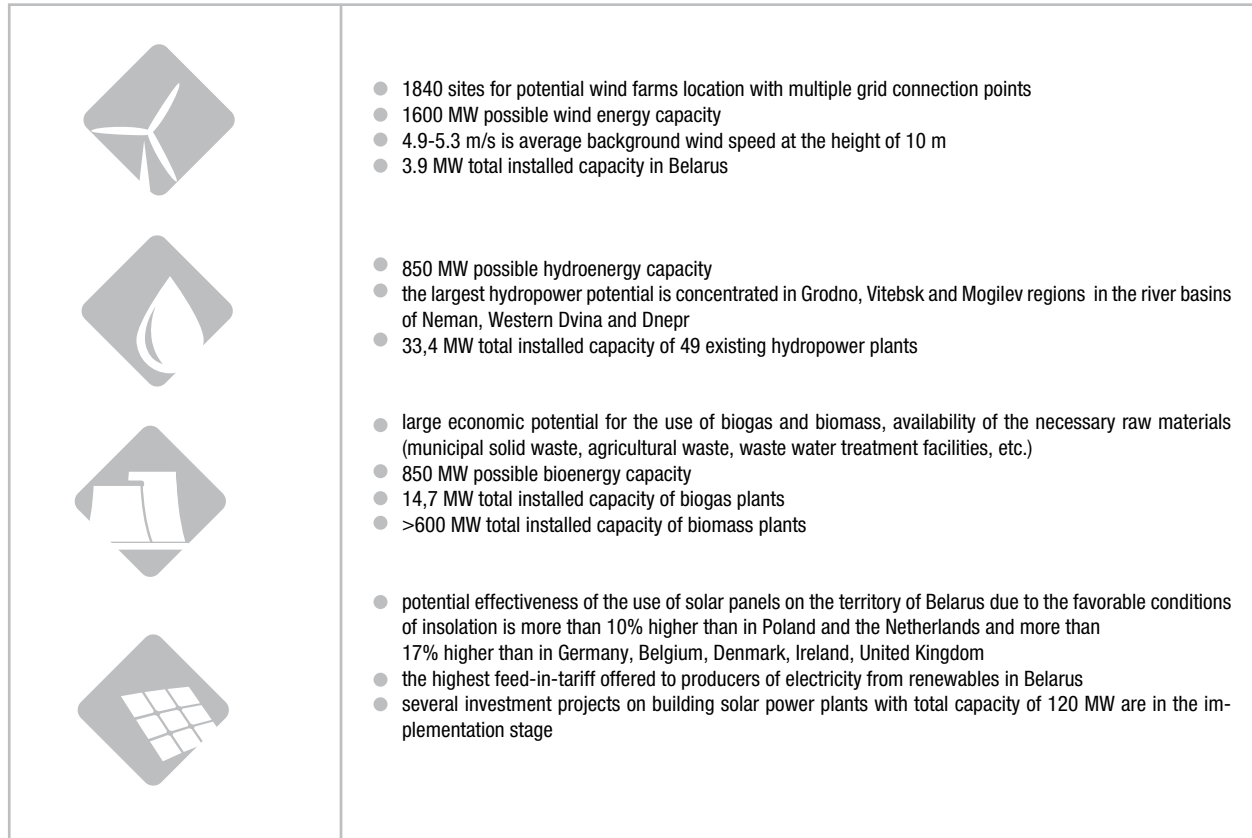 1840 sites for potential wind farms location with multiple grid connection points
1600 MW possible wind energy capacity
4.9-5.3 m/s is average background wind speed at the height of 10 m
3.9 MW total installed capacity in Belarus
850 MW possible hydroenergy capacity
the largest hydropower potential is concentrated in Grodno, Vitebsk and Mogilev regions in the river basins
of Neman, Western Dvina and Dnepr
33,4 MW total installed capacity of 49 existing hydropower plants
large economic potential for the use of biogas and biomass, availability of the necessary raw materials
(municipal solid waste, agricultural waste, waste water treatment facilities, etc.)
850 MW possible bioenergy capacity
14,7 MW total installed capacity of biogas plants
>600 MW total installed capacity of biomass plants
potential effectiveness of the use of solar panels on the territory of Belarus due to the favorable conditions
of insolation is more than 10% higher than in Poland and the Netherlands and more than
17% higher than in Germany, Belgium, Denmark, Ireland, United Kingdom
the highest feed-in-tariff offered to producers of electricity from renewables in Belarus
several investment projects on building solar power plants with total capacity of 120 MW are in the im-
plementation stage